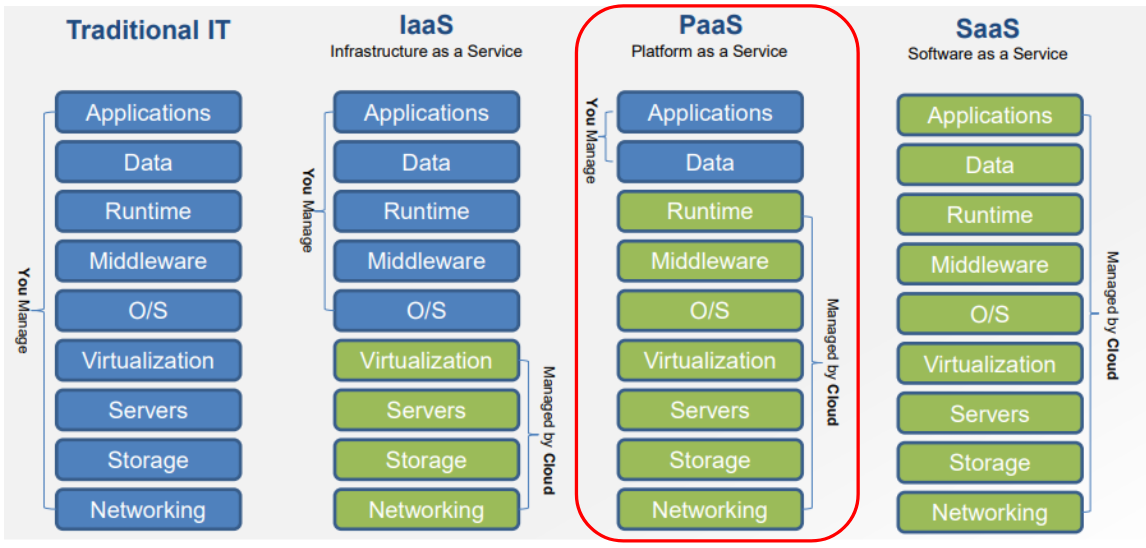 Traditional IT
You Manage
Applications
Data
Runtime
Middleware
O/S
Virtualization
Servers
Storage
Networking
IaaS
Infrastructure as a Service
You Manage
Applications
Data
Runtime
Middleware
O/S
Virtualization
Servers
Storage
Networking
Managed by Cloud
PaaS
Platform as a Service
You Manage
Applications
Data
Runtime
Middleware
O/S
Virtualization
Servers
Storage
Networking
Managed by Cloud
SaaS
Software as a Service
Applications
Data
Runtime
Middleware
O/S
Virtualization
Servers
Storage
Networking
Managed by Cloud